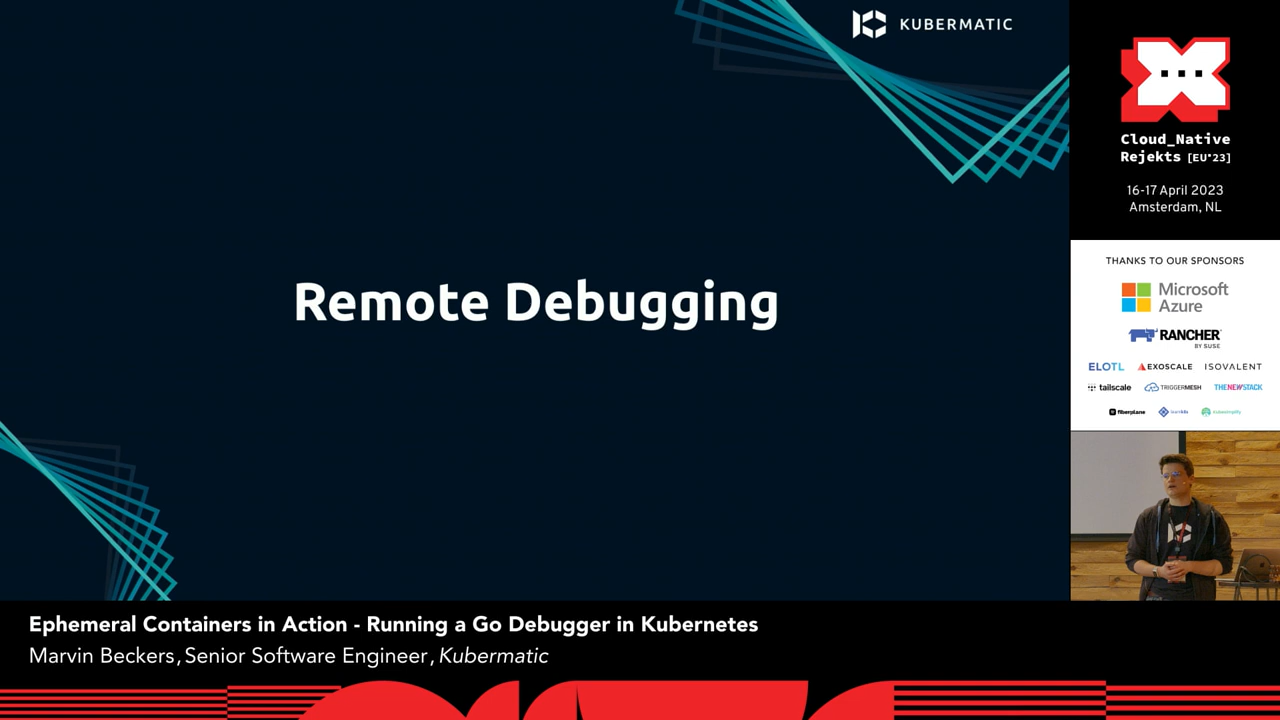 KUBERMATIC
Remote Debugging
Cloud_Native
Rejekts [EU'23]
16-17 April 2023
Amsterdam, NL
THANKS TO OUR SPONSORS
Microsoft
Azure
RANCHER
BY SUSE
ELOTL
EXOSCALE
ISOVALENT
tailscale
TRIGGERMESH
THENEWSTACK
fiberplane
kubesimplify
Ephemeral Containers in Action - Running a Go Debugger in Kubernetes
Marvin Beckers, Senior Software Engineer, Kubermatic